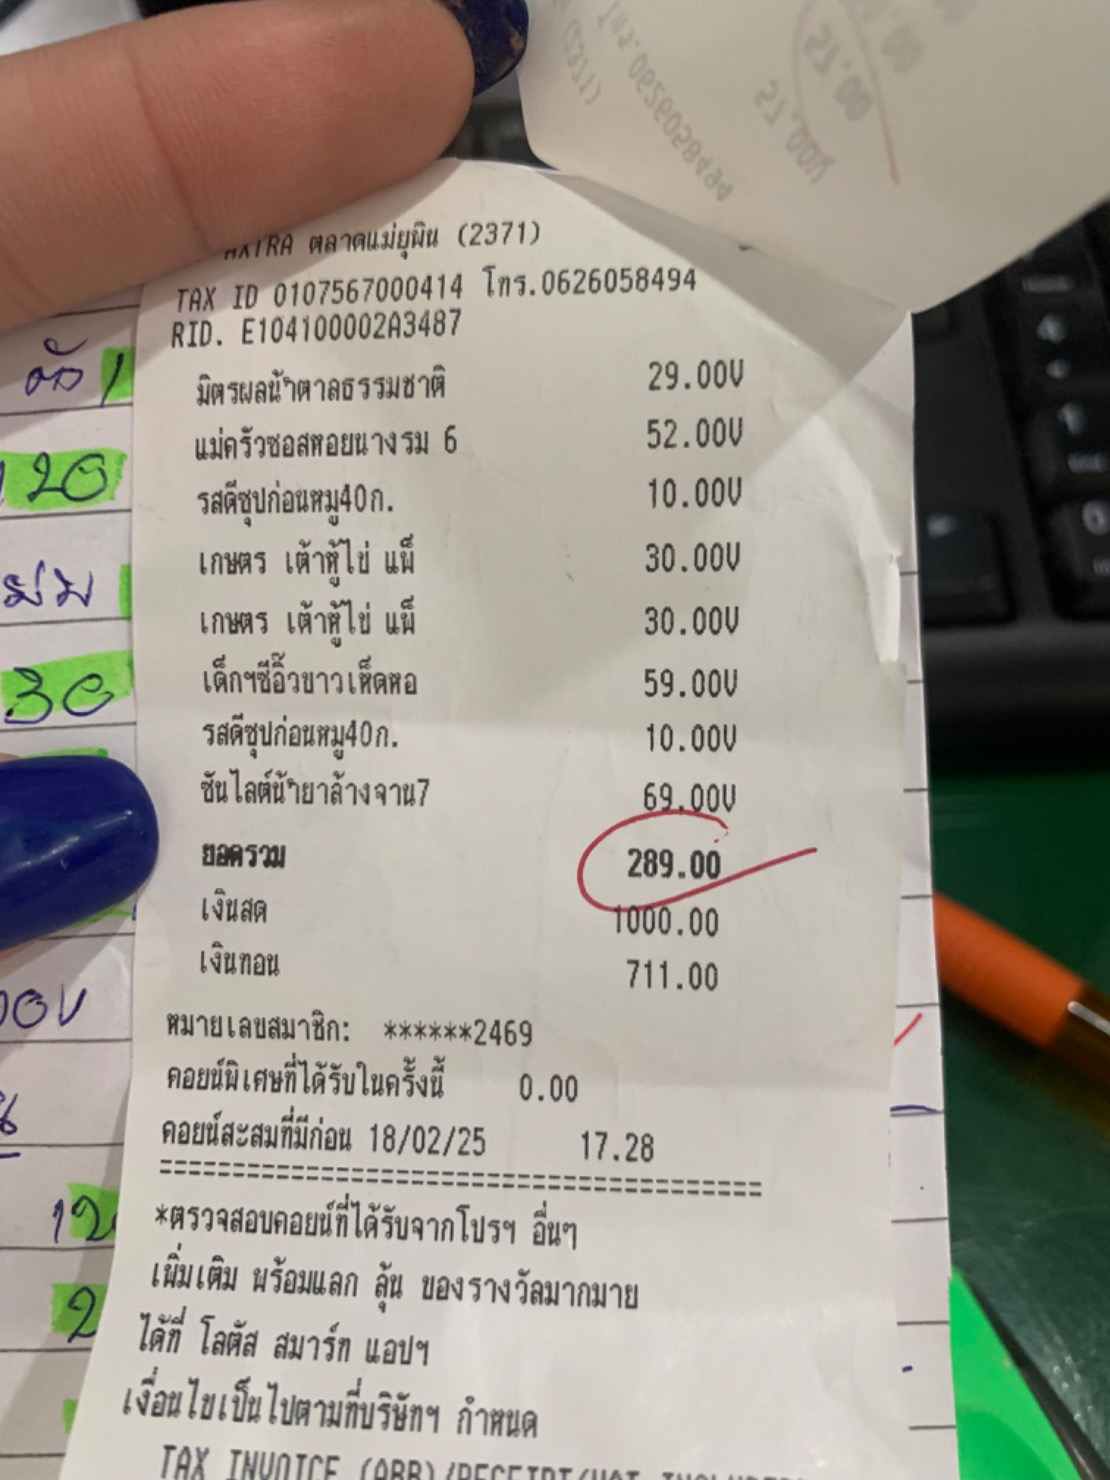 AXTRA ตลาดแม่ยุพิน (2371)
TAX ID 0107567000414 โทร.0626058494
RID. E104100002A3487
มิตรผลน้ำตาลธรรมชาติ 29.00V
แม่ครัวซอสหอยนางรม 6 52.00V
รสดีซุปก่อนหมู40ก. 10.00V
เกษตร เต้าหู้ไข่ แพ็ 30.00V
เกษตร เต้าหู้ไข่ แพ็ 30.00V
เด็กฯซีอิ๊วขาวเห็ดหอ 59.00V
รสดีซุปก่อนหมู40ก. 10.00V
ซันไลต์น้ำยาล้างจาน7 69.00V
ยอดรวม 289.00
เงินสด 1000.00
เงินทอน 711.00
หมายเลขสมาชิก: ******2469
คอยน์พิเศษที่ได้รับในครั้งนี้ 0.00
คอยน์สะสมที่มีก่อน 18/02/25 17.28
=========================================
*ตรวจสอบคอยน์ที่ได้รับจากโปรฯ อื่นๆ
เพิ่มเติม พร้อมแลก ลุ้น ของรางวัลมากมาย
ได้ที่ โลตัส สมาร์ท แอปฯ
เงื่อนไขเป็นไปตามที่บริษัทฯ กำหนด
TAX INVOICE (ABB)/RECEIPT
20
30
12
2